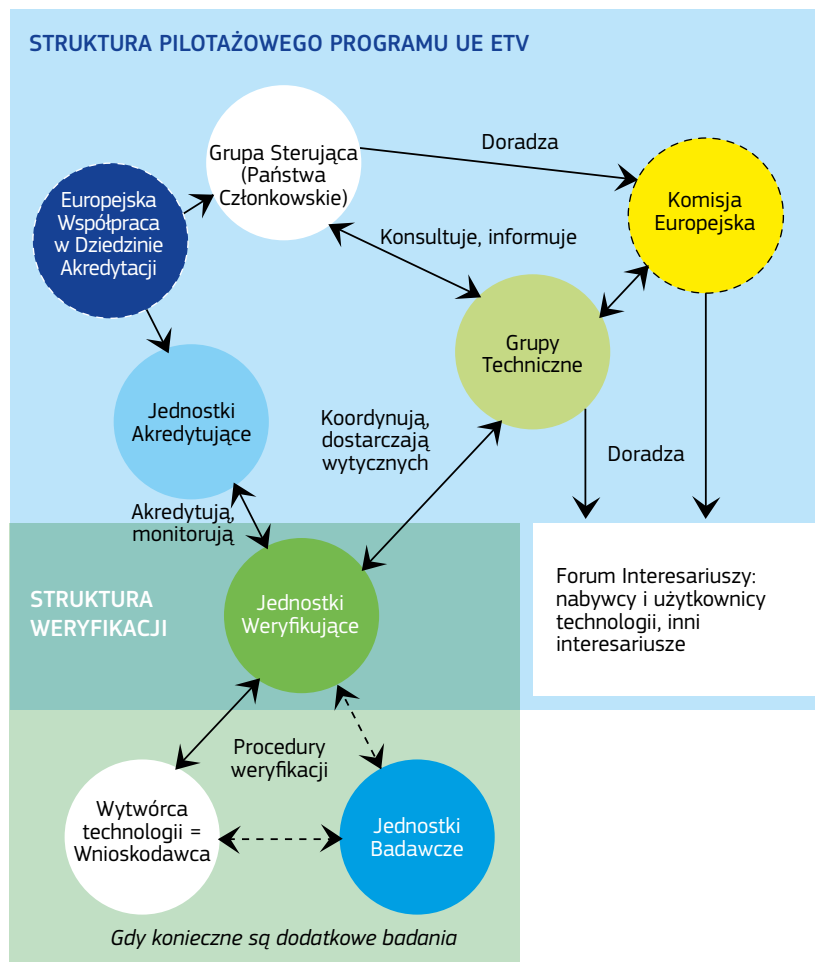 STRUKTURA PILOTAŻOWEGO PROGRAMU UE ETV
Grupa Sterująca
(Państwa
Członkowskie)
Doradza
Europejska
Współpraca
w Dziedzinie
Akredytacji
Komisja
Europejska
Konsultuje, informuje
Grupy
Techniczne
Jednostki
Akredytujące
Koordynują,
dostarczają
wytycznych
Doradza
Akredytują,
monitorują
STRUKTURA
WERYFIKACJI
Jednostki
Weryfikujące
Forum Interesariuszy:
nabywcy i użytkownicy
technologii, inni
interesariusze
Procedury
weryfikacji
Wytwórca
technologii =
Wnioskodawca
Jednostki
Badawcze
Gdy konieczne są dodatkowe badania